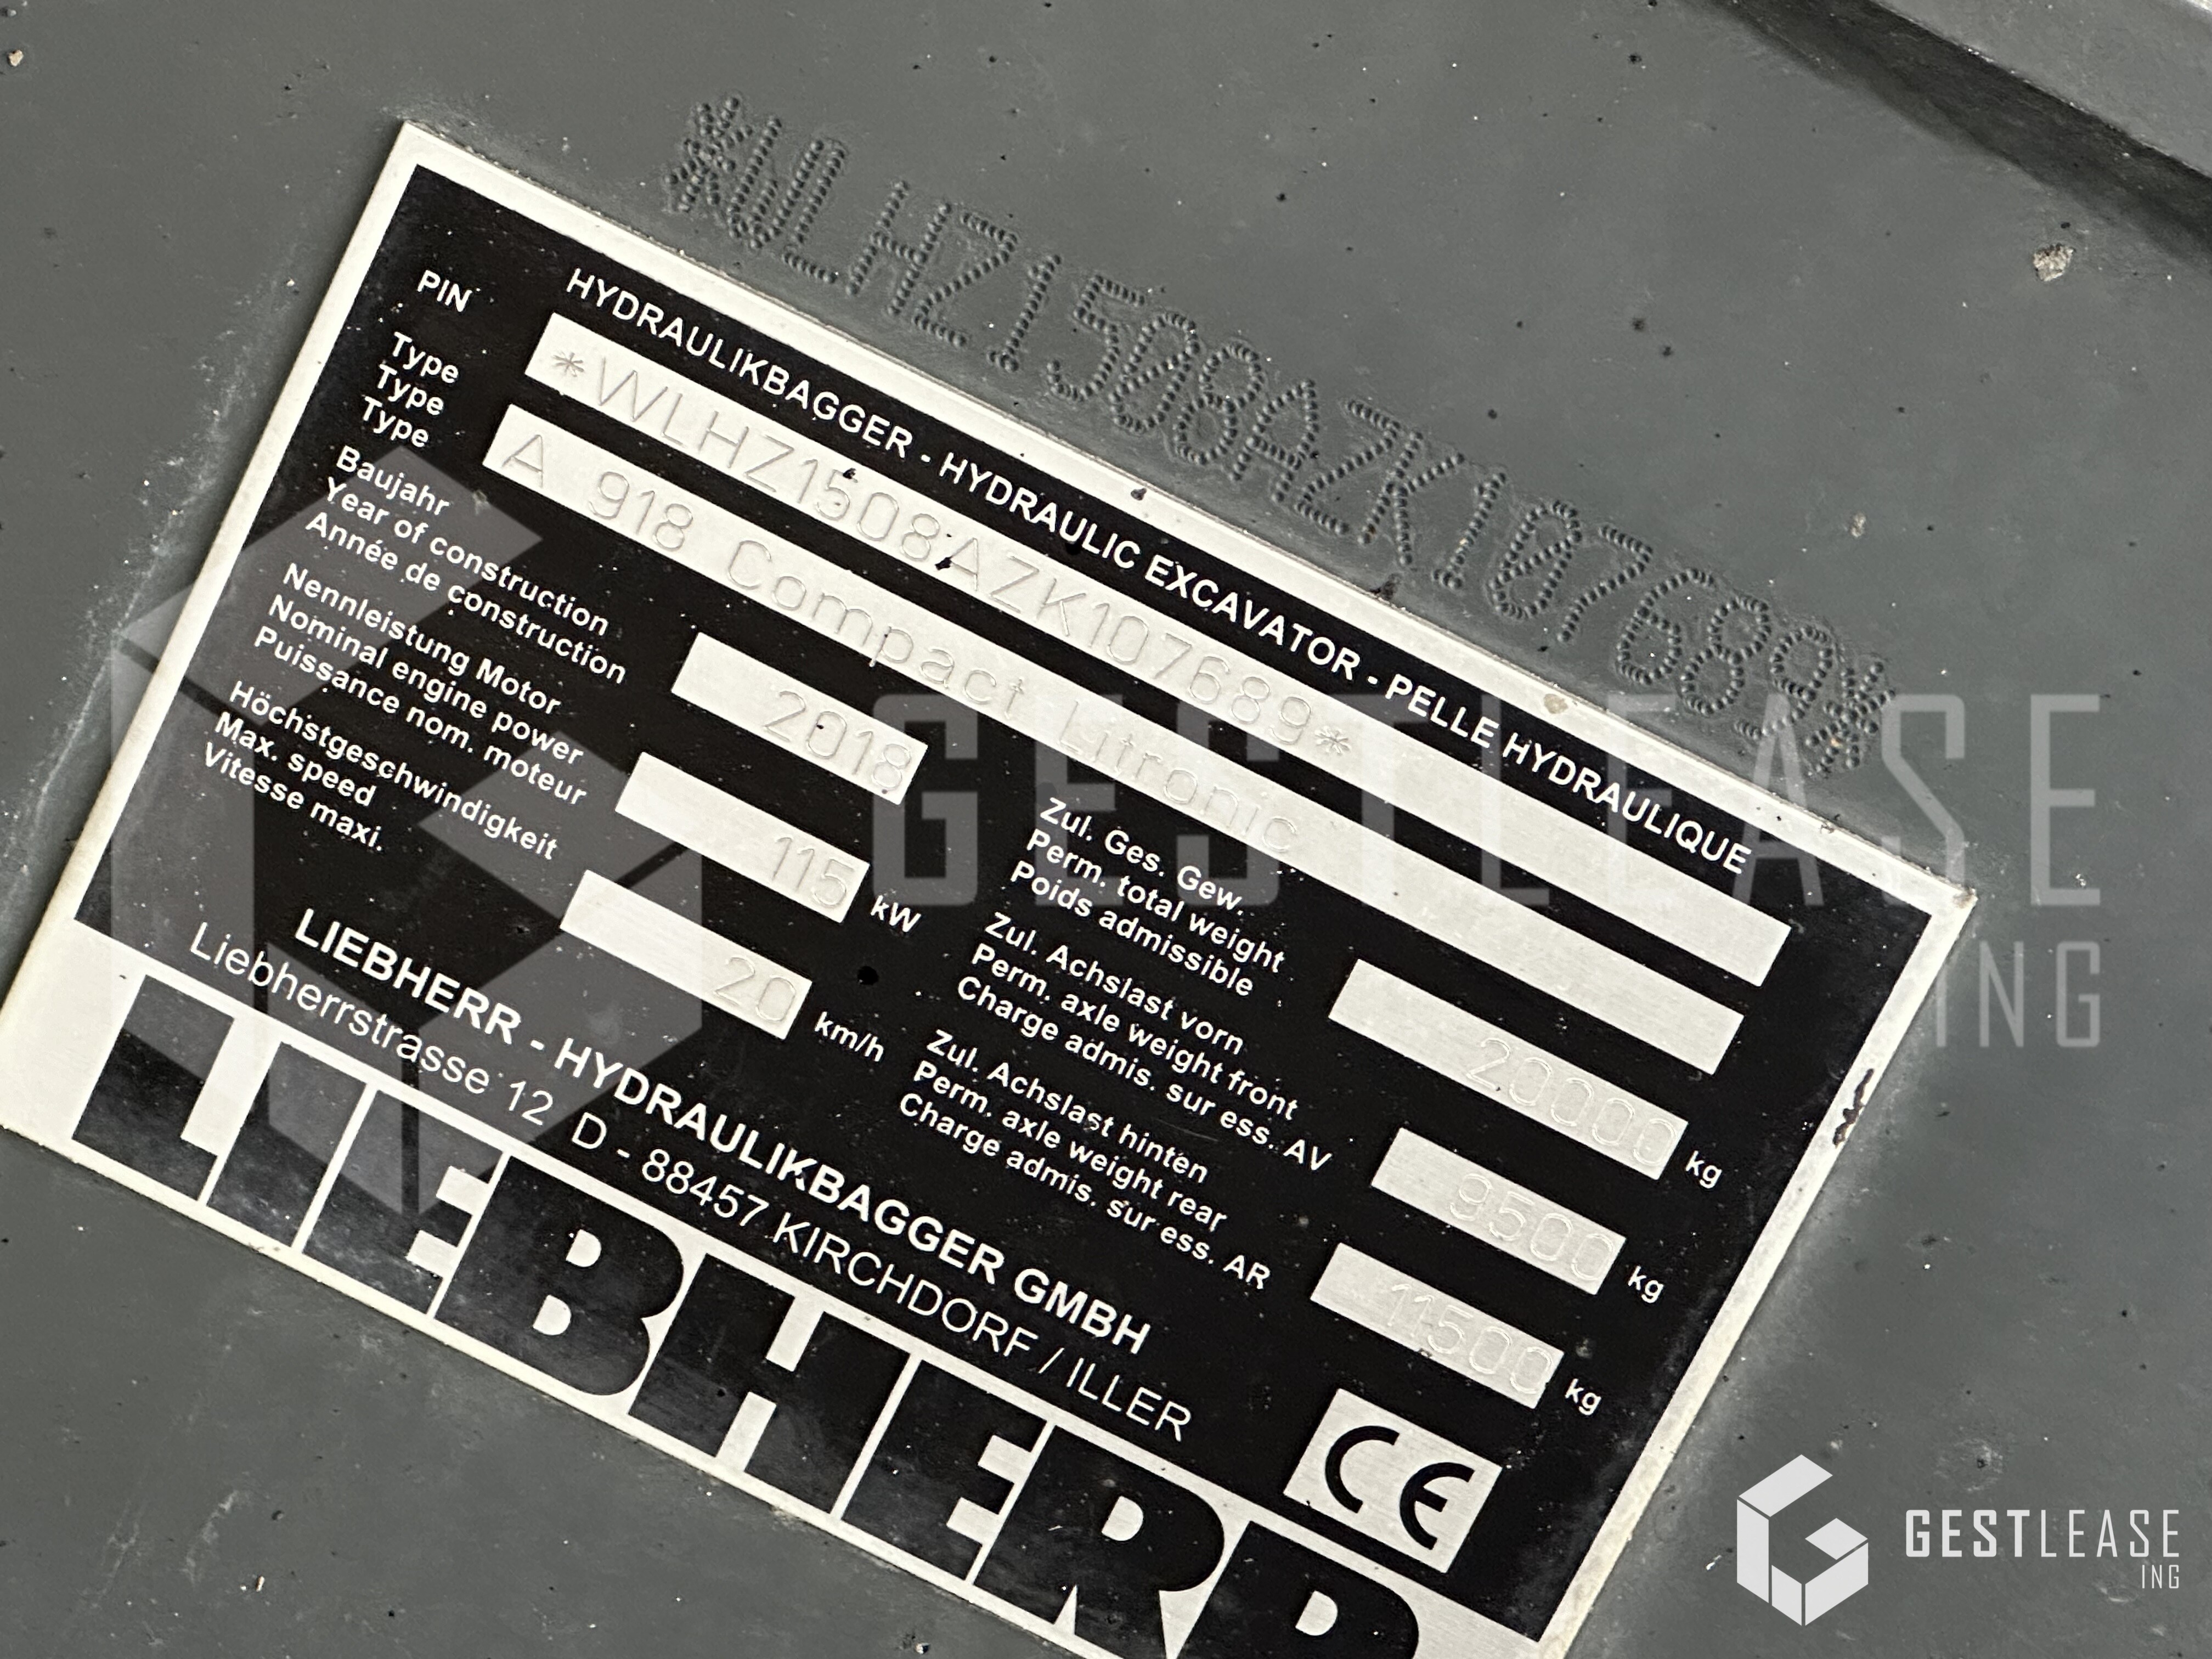 *WLHZ1508AZK107689*
HYDRAULIKBAGGER - HYDRAULIC EXCAVATOR - PELLE HYDRAULIQUE
PIN *WLHZ1508AZK107689*
Type
Type
Type
A 918 Compact Litronic
Baujahr
Year of construction
Année de construction
2018
Nennleistung Motor
Nominal engine power
Puissance nom. moteur
115 kW
Höchstgeschwindigkeit
Max. speed
Vitesse maxi.
20 km/h
Zul. Ges. Gew.
Perm. total weight
Poids admissible
20000 kg
Zul. Achslast vorn
Perm. axle weight front
Charge admis. sur ess. AV
9500 kg
Zul. Achslast hinten
Perm. axle weight rear
Charge admis. sur ess. AR
11500 kg
LIEBHERR - HYDRAULIKBAGGER GMBH
Liebherrstrasse 12 D - 88457 KIRCHDORF / ILLER
CE
LIEBHERR
GESTLEASE
ING
GESTLEASE
ING